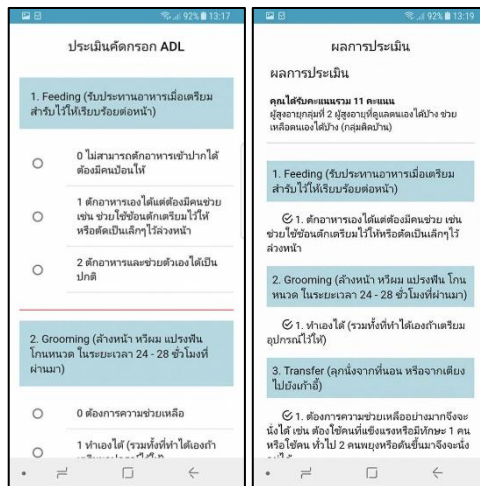 92% 13:17
ประเมินคัดกรอก ADL
1. Feeding (รับประทานอาหารเมื่อเตรียม
สำรับไว้ให้เรียบร้อยต่อหน้า)
0 ไม่สามารถตักอาหารเข้าปากได้
ต้องมีคนป้อนให้
1 ตักอาหารเองได้แต่ต้องมีคนช่วย
เช่น ช่วยใช้ช้อนตักเตรียมไว้ให้
หรือตัดเป็นเล็กๆไว้ล่วงหน้า
2 ตักอาหารและช่วยตัวเองได้เป็น
ปกติ
2. Grooming (ล้างหน้า หวีผม แปรงฟัน
โกนหนวด ในระยะเวลา 24 - 28 ชั่วโมงที่
ผ่านมา)
0 ต้องการความช่วยเหลือ
1 ทำเองได้ (รวมทั้งที่ทำได้เองถ้า
92% 13:19
ผลการประเมิน
ผลการประเมิน
คุณได้รับคะแนนรวม 11 คะแนน
ผู้สูงอายุกลุ่มที่ 2 ผู้สูงอายุที่ดูแลตนเองได้บ้าง ช่วย
เหลือตนเองได้บ้าง (กลุ่มติดบ้าน)
1. Feeding (รับประทานอาหารเมื่อเตรียม
สำรับไว้ให้เรียบร้อยต่อหน้า)
1. ตักอาหารเองได้แต่ต้องมีคนช่วย เช่น
ช่วยใช้ช้อนตักเตรียมไว้ให้หรือตัดเป็นเล็กๆไว้
ล่วงหน้า
2. Grooming (ล้างหน้า หวีผม แปรงฟัน โกน
หนวด ในระยะเวลา 24 - 28 ชั่วโมงที่ผ่านมา)
1. ทำเองได้ (รวมทั้งที่ทำได้เองถ้าเตรียม
อุปกรณ์ไว้ให้)
3. Transfer (ลุกนั่งจากที่นอน หรือจากเตียง
ไปยังเก้าอี้)
1. ต้องการความช่วยเหลืออย่างมากจึงจะ
นั่งได้ เช่น ต้องใช้คนที่แข็งแรงหรือมีทักษะ 1 คน
หรือใช้คน ทั่วไป 2 คนพยุงหรือดันขึ้นมาจึงจะนั่ง